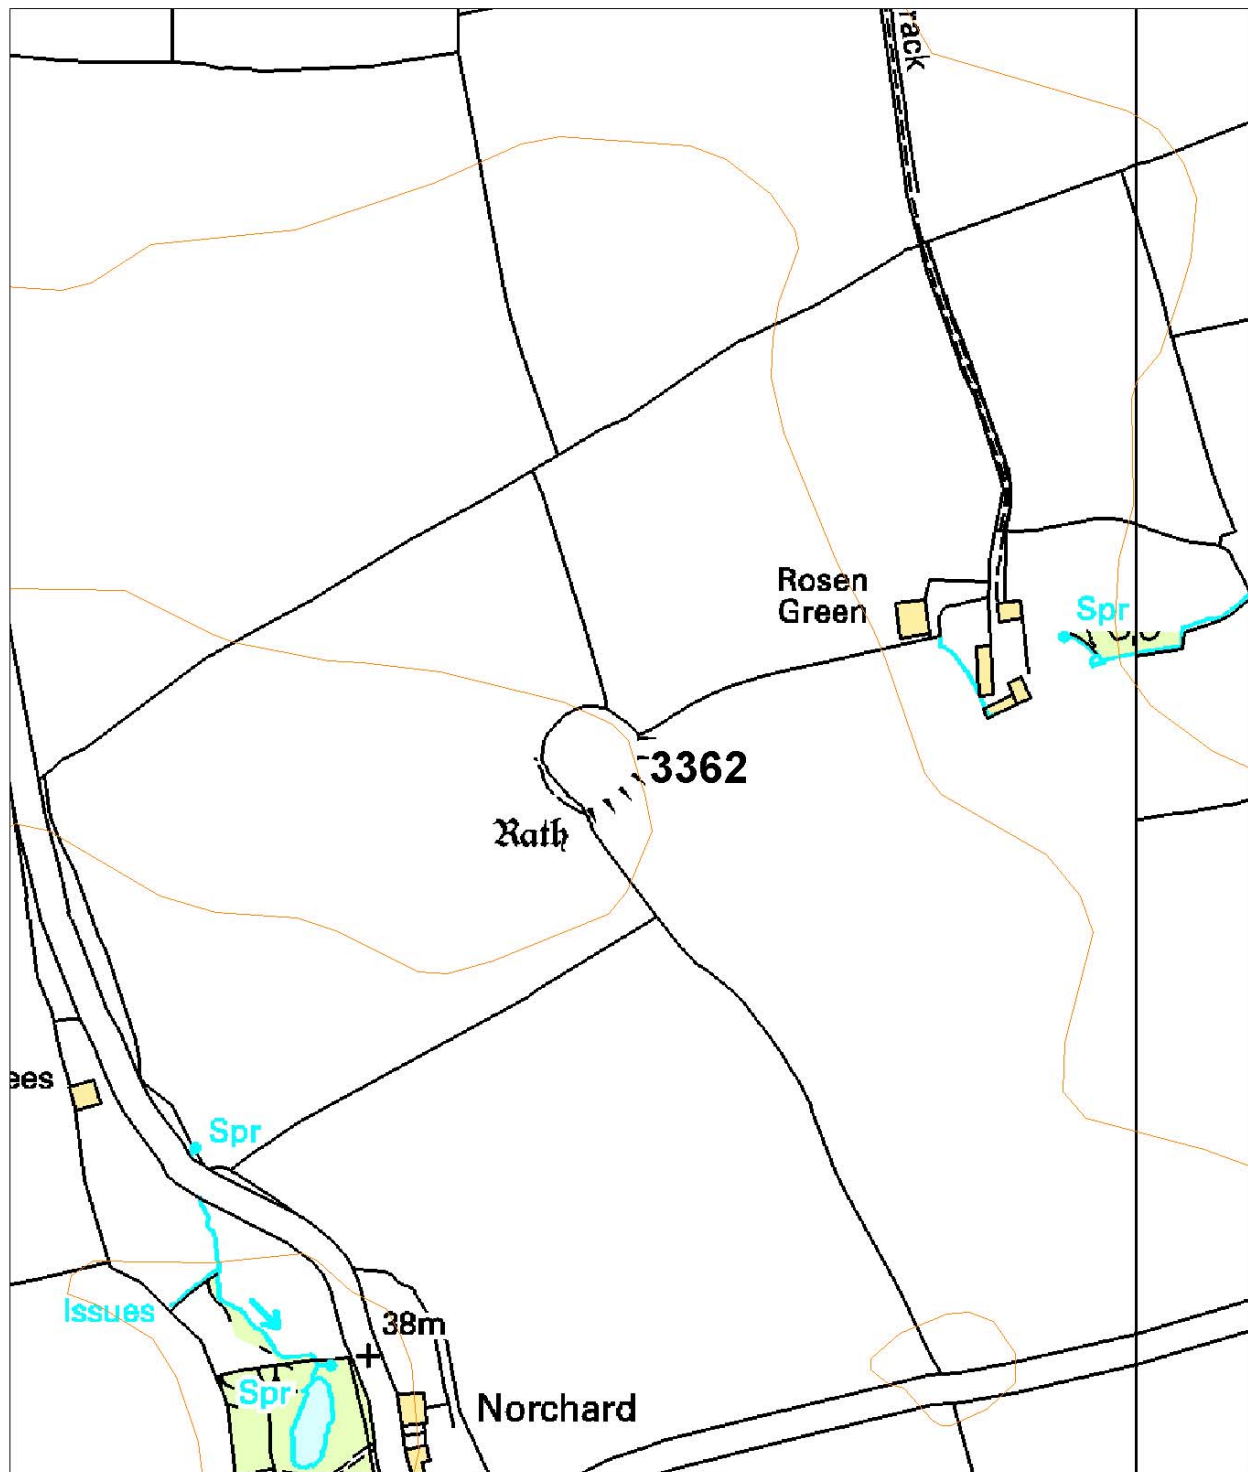 rack
Rosen
Green
Spr
3362
Rath
ees
Spr
Issues
38m
Spr
Norchard